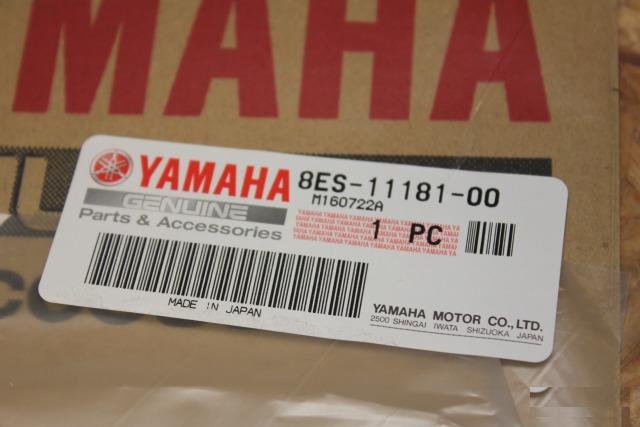 AMAHA
YAMAHA
GENUINE
Parts & Accessories
8ES-11181-00
M160722A
1 PC
MADE IN JAPAN
YAMAHA MOTOR CO., LTD.
2500 SHINGAI IWATA SHIZUOKA JAPAN